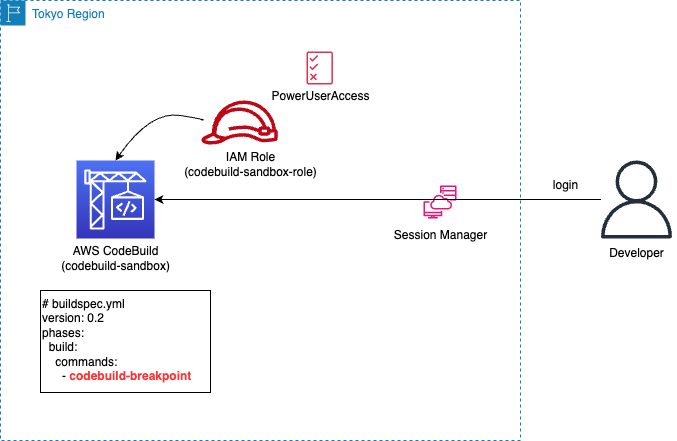 Tokyo Region
PowerUserAccess
IAM Role
(codebuild-sandbox-role)
login
Session Manager
Developer
AWS CodeBuild
(codebuild-sandbox)
# buildspec.yml
version: 0.2
phases:
  build:
    commands:
      - codebuild-breakpoint